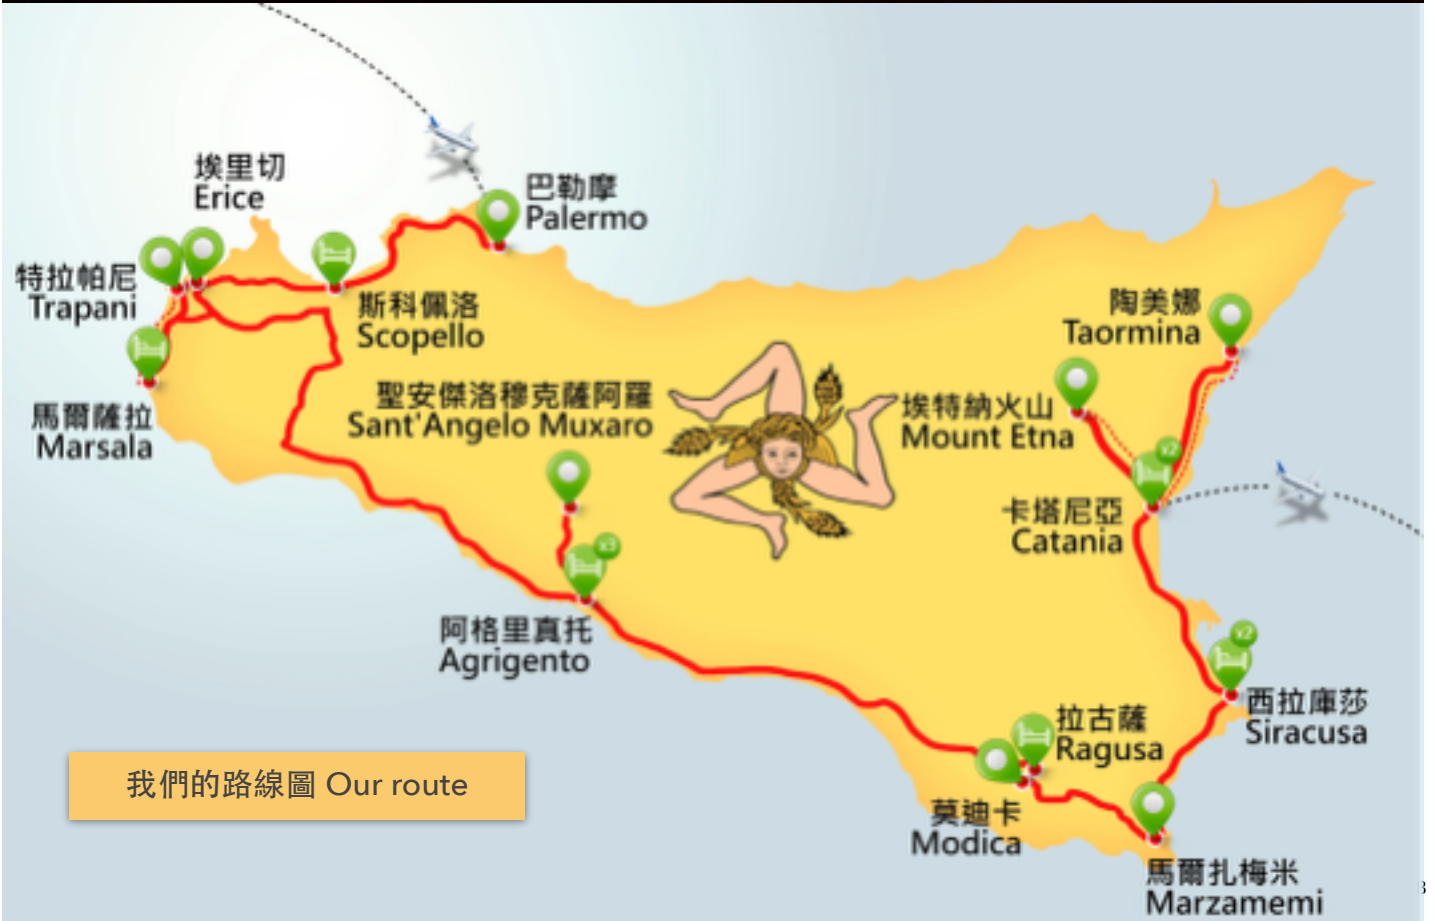 埃里切
Erice
巴勒摩
Palermo
特拉帕尼
Trapani
斯科佩洛
Scopello
陶美娜
Taormina
馬爾薩拉
Marsala
聖安傑洛穆克薩阿羅
Sant'Angelo Muxaro
埃特納火山
Mount Etna
x2
卡塔尼亞
Catania
x3
阿格里真托
Agrigento
x2
西拉庫莎
Siracusa
拉古薩
Ragusa
我們的路線圖 Our route
莫迪卡
Modica
馬爾扎梅米
Marzamemi
3